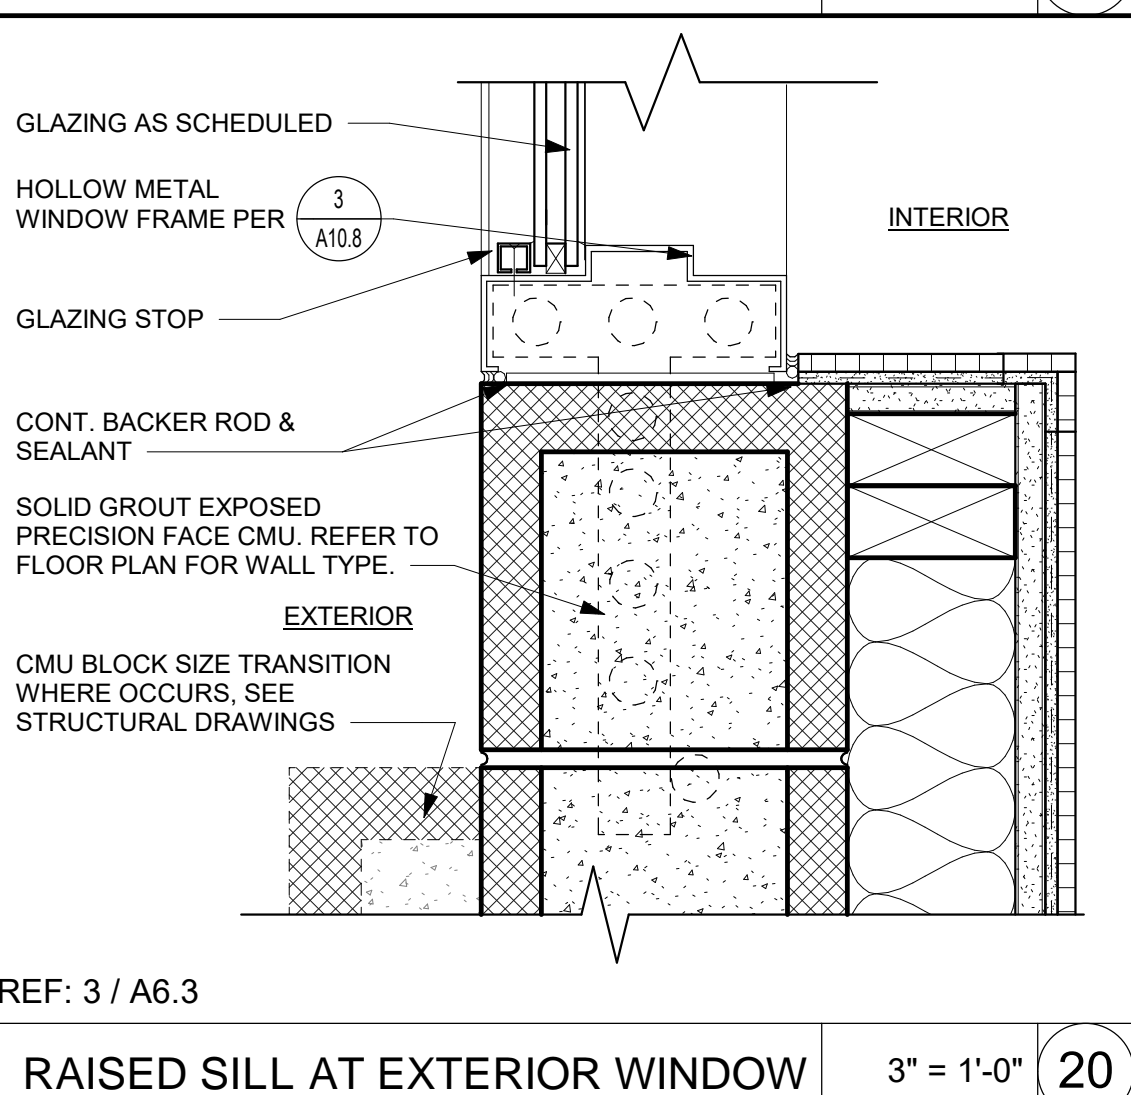 GLAZING AS SCHEDULED
HOLLOW METAL
WINDOW FRAME PER
3
A10.8
INTERIOR
GLAZING STOP
CONT. BACKER ROD &
SEALANT
SOLID GROUT EXPOSED
PRECISION FACE CMU. REFER TO
FLOOR PLAN FOR WALL TYPE.
EXTERIOR
CMU BLOCK SIZE TRANSITION
WHERE OCCURS, SEE
STRUCTURAL DRAWINGS
REF: 3 / A6.3
RAISED SILL AT EXTERIOR WINDOW
3" = 1'-0"
20